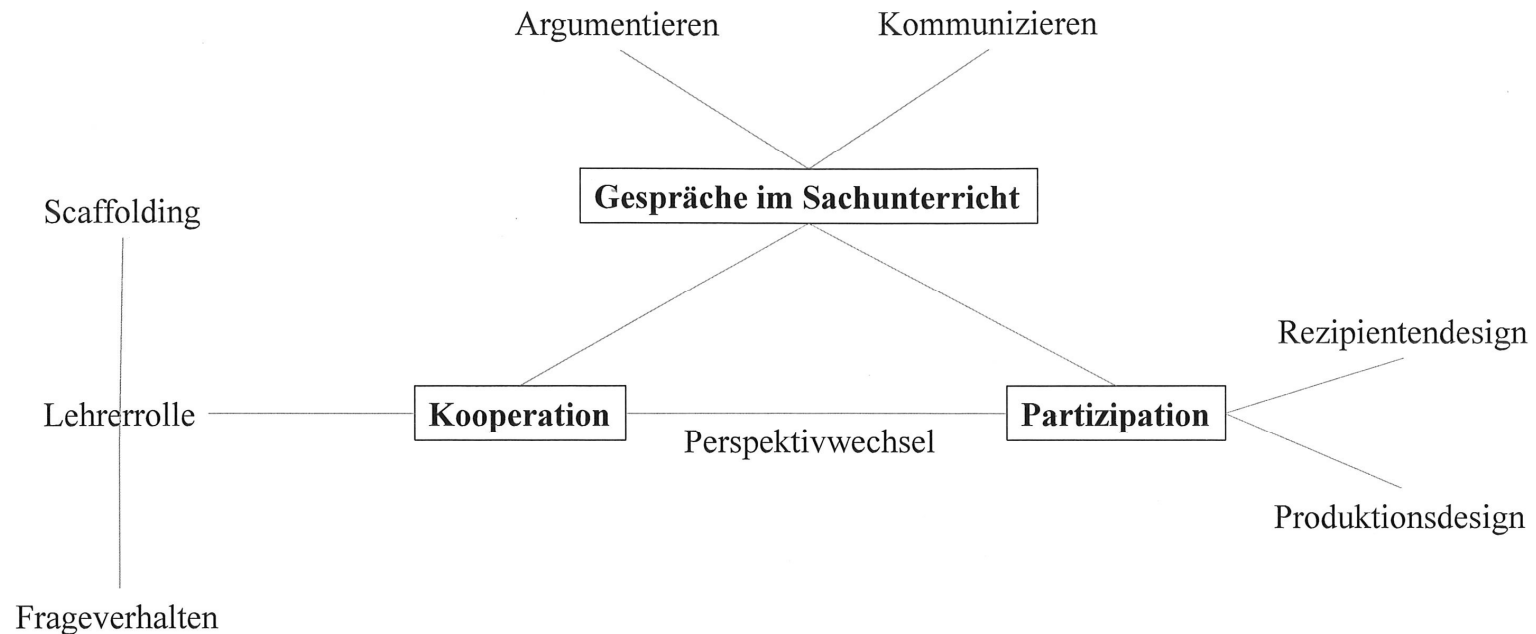 Argumentieren
Kommunizieren
Gespräche im Sachunterricht
Scaffolding
Rezipientendesign
Lehrerrolle
Kooperation
Partizipation
Perspektivwechsel
Produktionsdesign
Frageverhalten